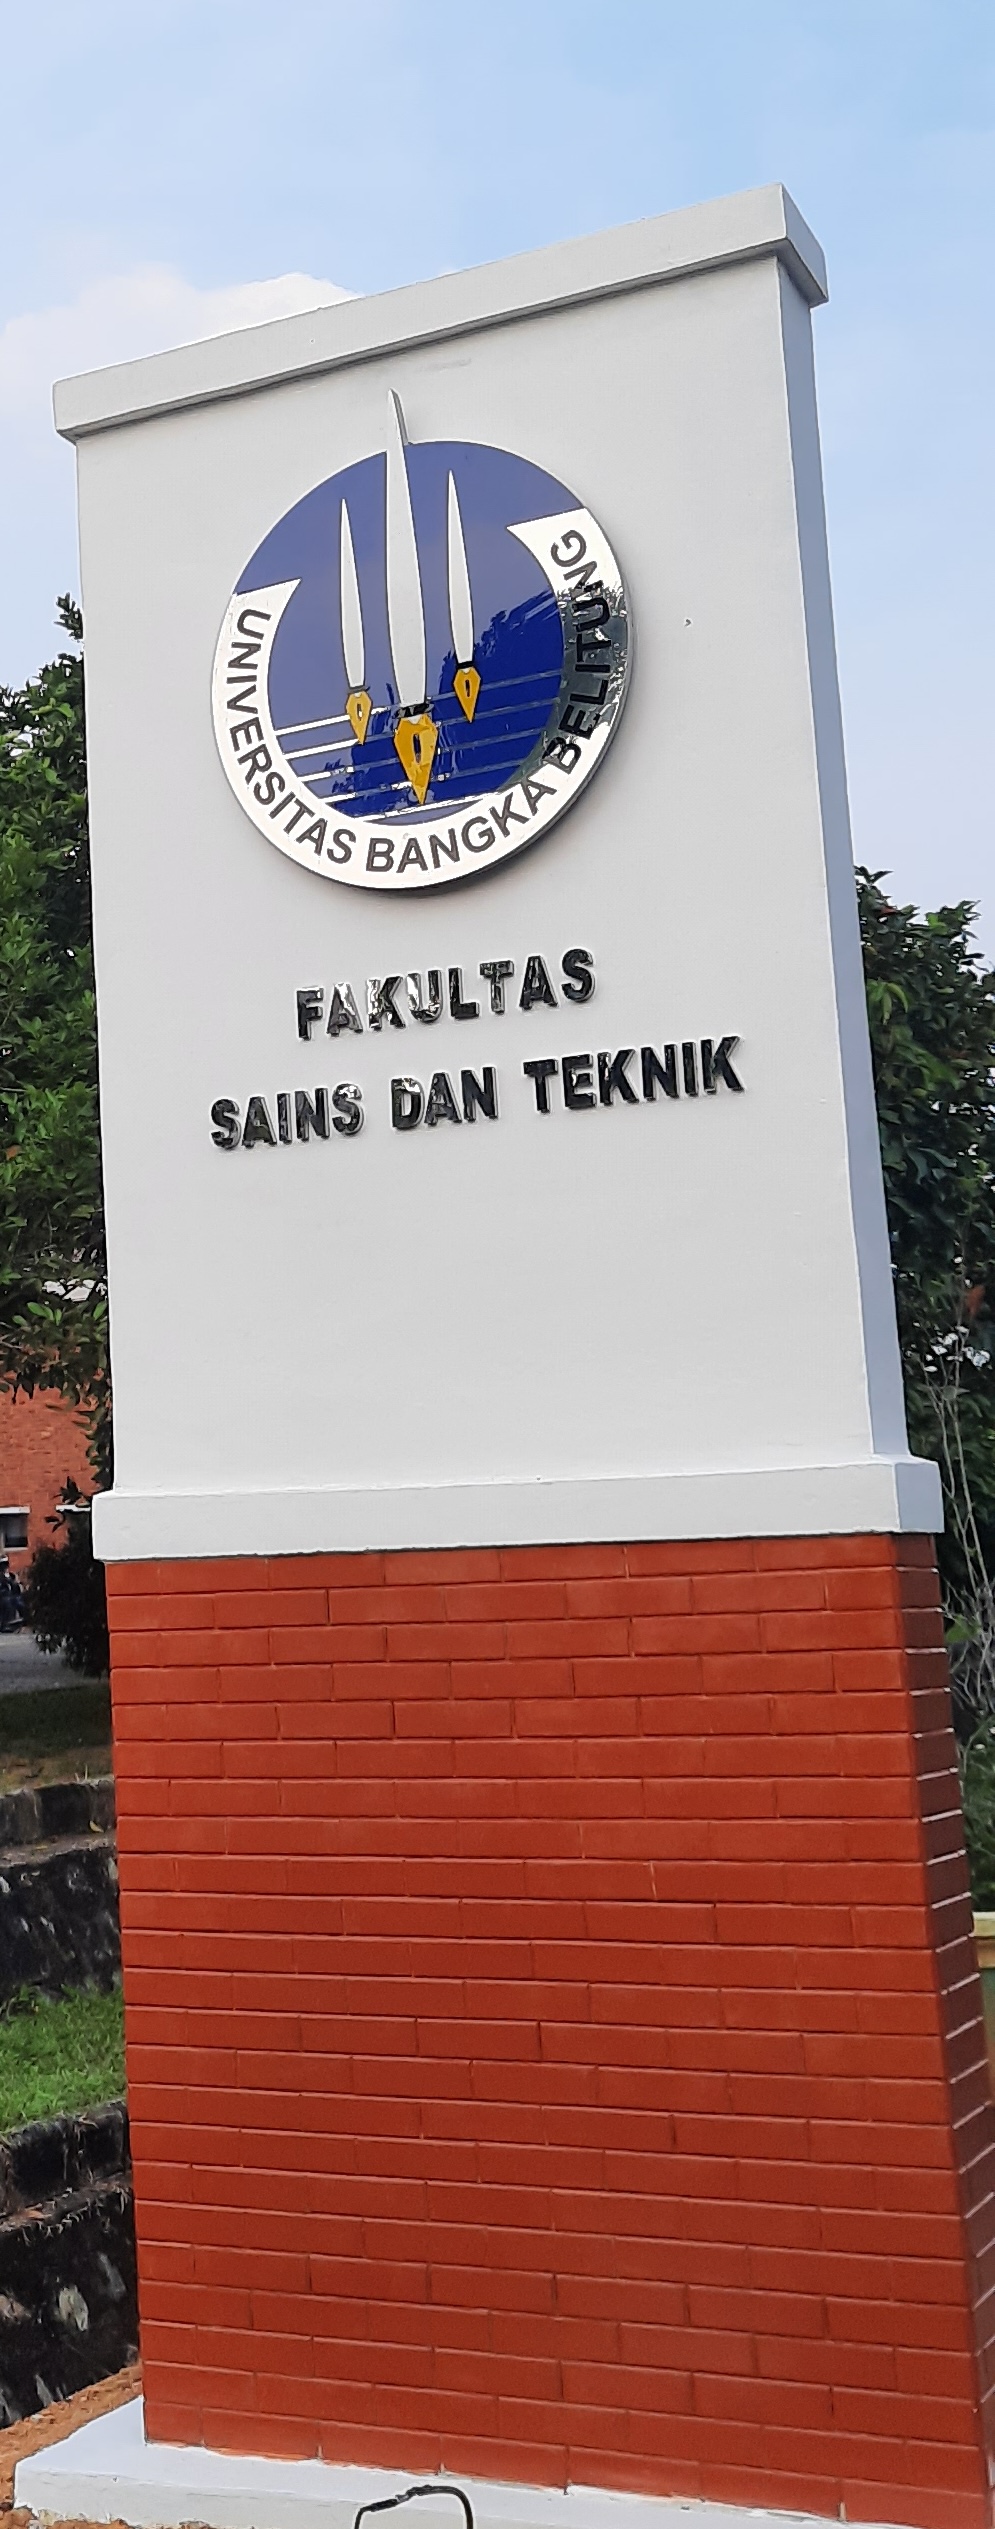 UNIVERSITAS BANGKA BELITUNG
FAKULTAS
SAINS DAN TEKNIK